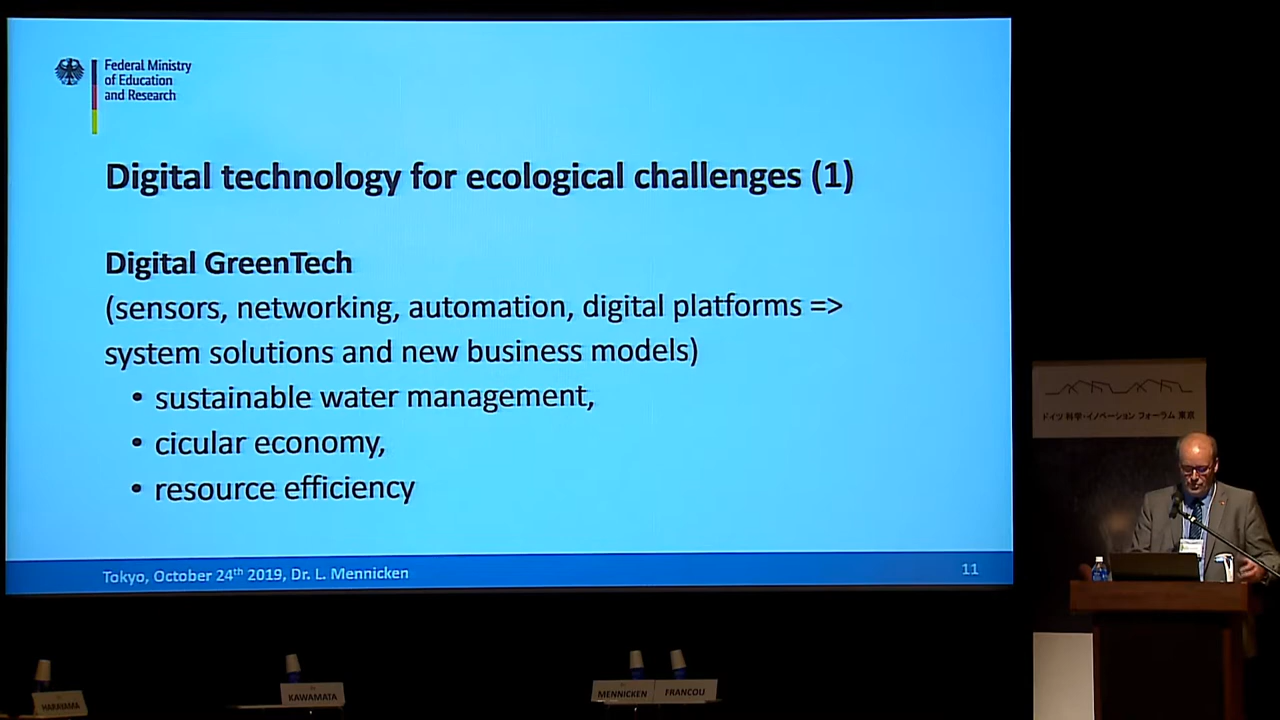 Federal Ministry
of Education
and Research
Digital technology for ecological challenges (1)
Digital GreenTech
(sensors, networking, automation, digital platforms =>
system solutions and new business models)
• sustainable water management,
• cicular economy,
• resource efficiency
Tokyo, October 24th 2019, Dr. L. Mennicken
11
ドイツ 科学・イノベーション フォーラム 東京
HARAYAMA
KAWAMATA
MENNICKEN
FRANCOU